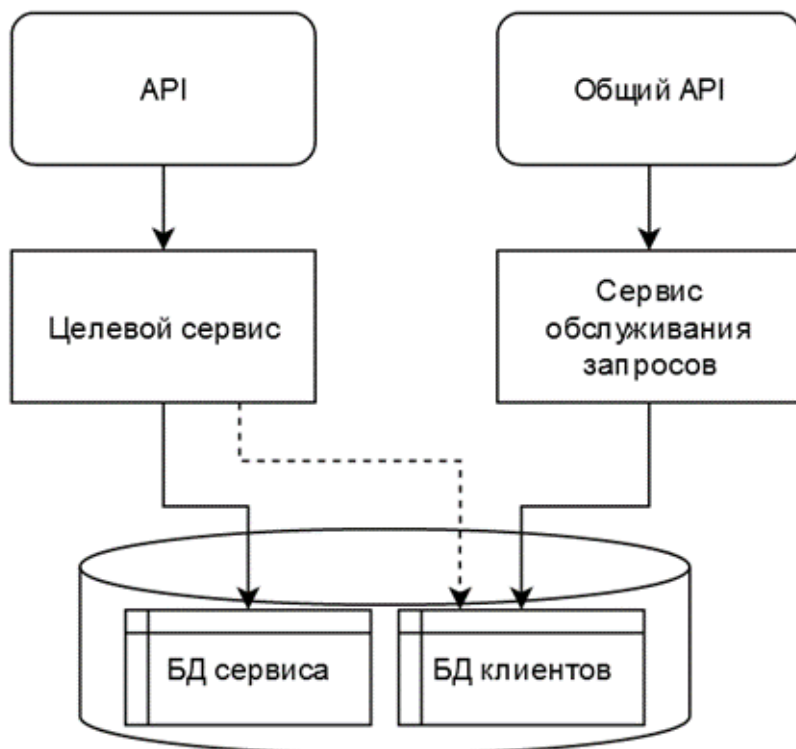 API
Общий API
Целевой сервис
Сервис
обслуживания
запросов
БД сервиса
БД клиентов